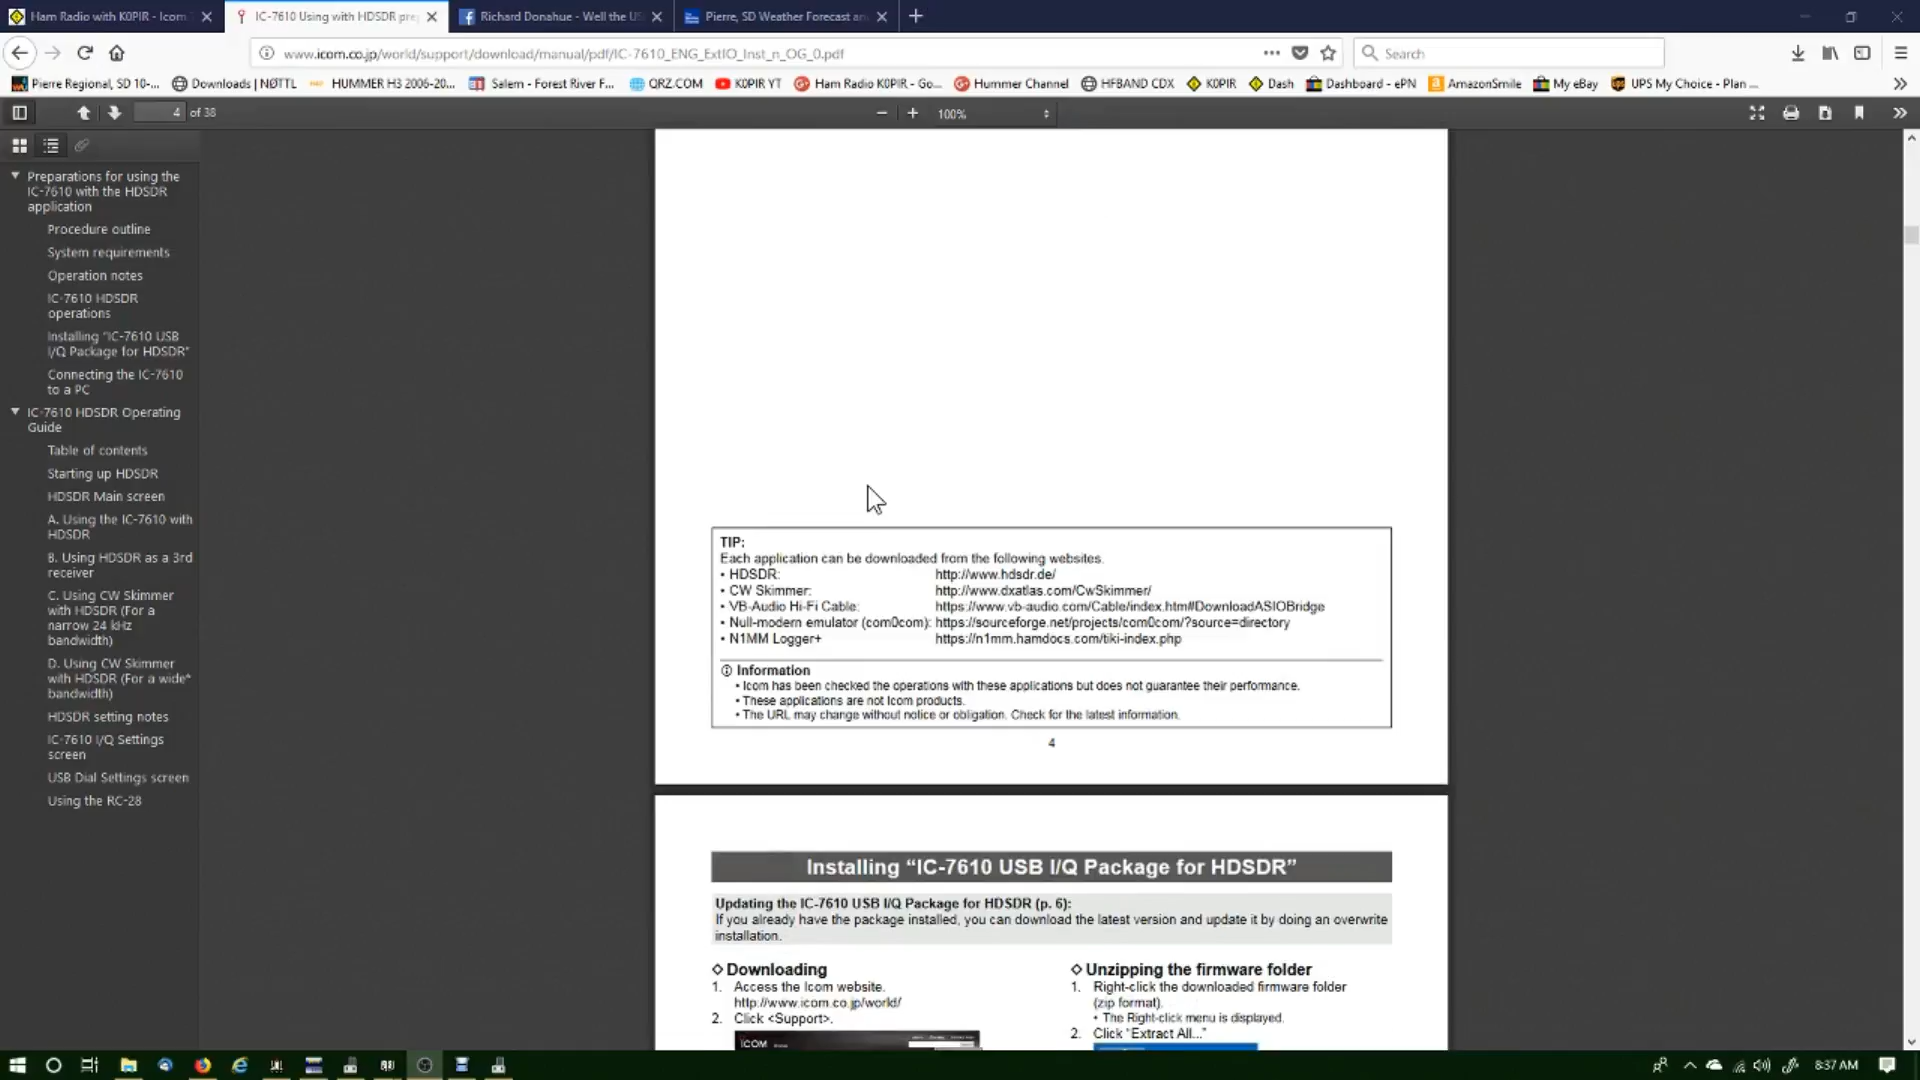 Ham Radio with K0PIR - Icom
IC-7610 Using with HDSDR pre
Richard Donahue - Well the US
Pierre, SD Weather Forecast an
www.icom.co.jp/world/support/download/manual/pdf/IC-7610_ENG_ExtIO_Inst_n_OG_0.pdf
Search
Pierre Regional, SD 10-...
Downloads | NØTTL
HUMMER H3 2006-20...
Salem - Forest River F...
QRZ.COM
K0PIR YT
Ham Radio K0PIR - Go...
Hummer Channel
HFBAND CDX
K0PIR
Dash
Dashboard - ePN
AmazonSmile
My eBay
UPS My Choice - Plan ...
4 of 38
100%
Preparations for using the
IC-7610 with the HDSDR
application
Procedure outline
System requirements
Operation notes
IC-7610 HDSDR
operations
Installing "IC-7610 USB
I/Q Package for HDSDR"
Connecting the IC-7610
to a PC
IC-7610 HDSDR Operating
Guide
Table of contents
Starting up HDSDR
HDSDR Main screen
A. Using the IC-7610 with
HDSDR
B. Using HDSDR as a 3rd
receiver
C. Using CW Skimmer
with HDSDR (For a
narrow 24 kHz
bandwidth)
D. Using CW Skimmer
with HDSDR (For a wide*
bandwidth)
HDSDR setting notes
IC-7610 I/Q Settings
screen
USB Dial Settings screen
Using the RC-28
TIP:
Each application can be downloaded from the following websites.
• HDSDR: http://www.hdsdr.de/
• CW Skimmer: http://www.dxatlas.com/CwSkimmer/
• VB-Audio Hi-Fi Cable: https://www.vb-audio.com/Cable/index.htm#DownloadASIOBridge
• Null-modern emulator (com0com): https://sourceforge.net/projects/com0com/?source=directory
• N1MM Logger+ https://n1mm.hamdocs.com/tiki-index.php
ⓘ Information
• Icom has been checked the operations with these applications but does not guarantee their performance.
• These applications are not Icom products.
• The URL may change without notice or obligation. Check for the latest information.
4
Installing "IC-7610 USB I/Q Package for HDSDR"
Updating the IC-7610 USB I/Q Package for HDSDR (p. 6):
If you already have the package installed, you can download the latest version and update it by doing an overwrite
installation.
◇ Downloading
1. Access the Icom website.
http://www.icom.co.jp/world/
2. Click <Support>.
ICOM
◇ Unzipping the firmware folder
1. Right-click the downloaded firmware folder
(zip format).
• The Right-click menu is displayed.
2. Click "Extract All..."
8:37 AM